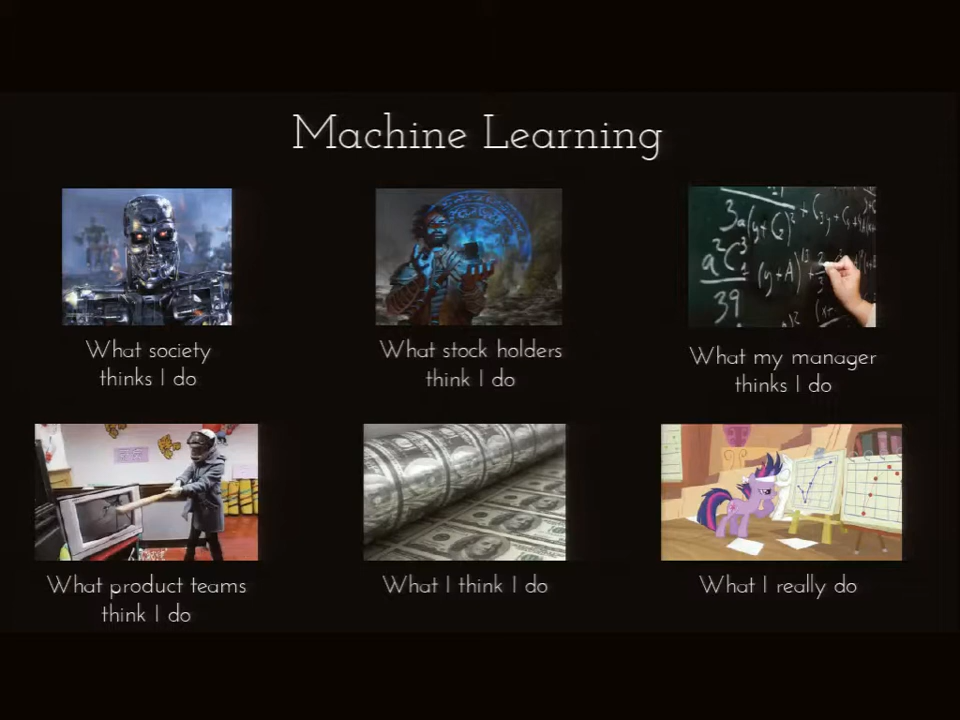 Machine Learning
What society
thinks I do
What stock holders
think I do
What my manager
thinks I do
What product teams
think I do
What I think I do
What I really do